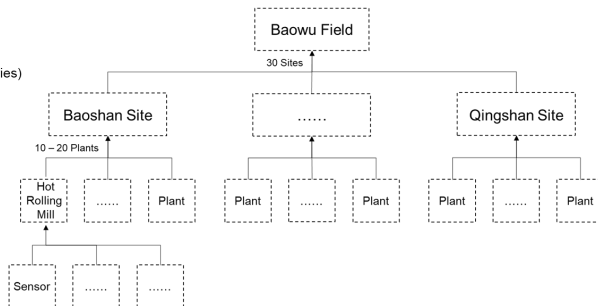 Baowu Field
30 Sites
ies)
Baoshan Site
……
Qingshan Site
10 – 20 Plants
Hot
Rolling
Mill
……
Plant
Plant
……
Plant
Plant
……
Plant
Sensor
……
……